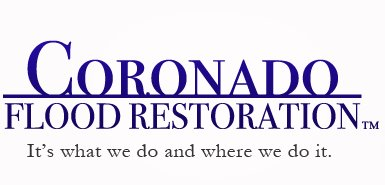 CORONADO
FLOOD RESTORATION™
It's what we do and where we do it.